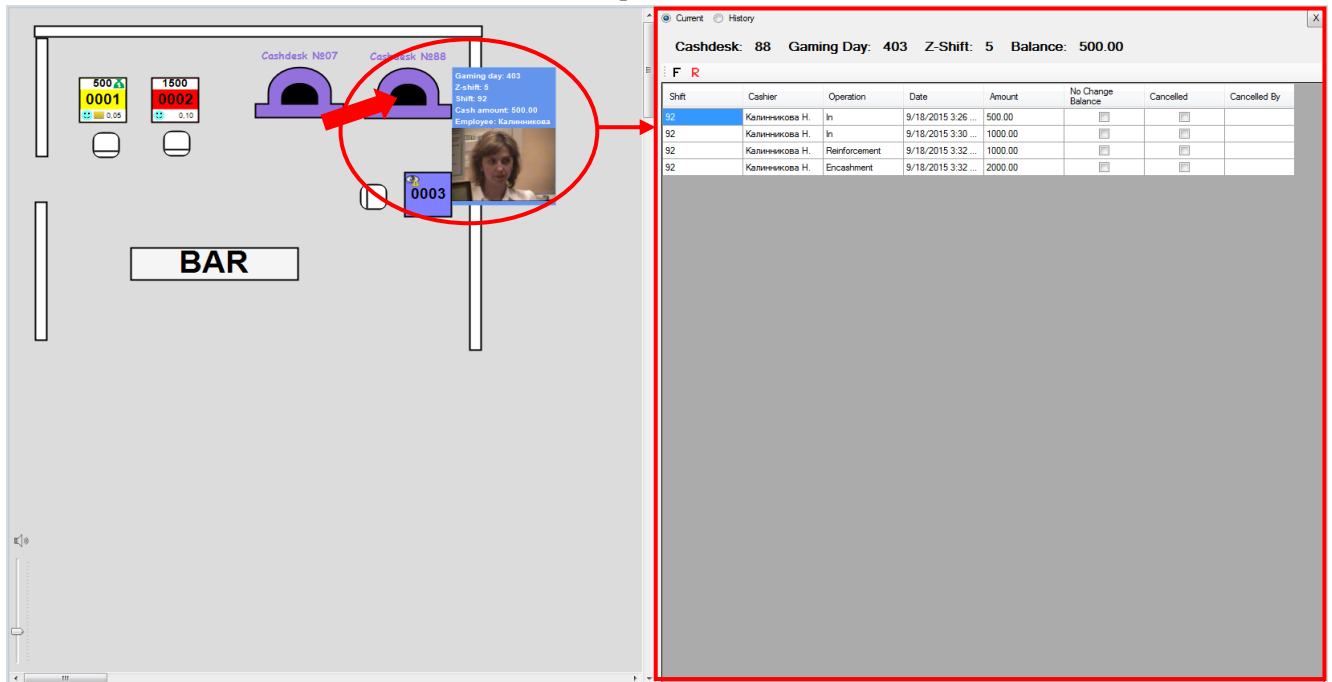 Cashdesk №07
Cashdesk №88
500
0001
0,05
1500
0002
0,10
Gaming day: 403
Z-shift: 5
Shift: 92
Cash amount: 500.00
Employee: Калинникова
0003
BAR
Current History X
Cashdesk: 88 Gaming Day: 403 Z-Shift: 5 Balance: 500.00
F R
Shift Cashier Operation Date Amount No Change Balance Cancelled Cancelled By
92 Калинникова Н. In 9/18/2015 3:26 ... 500.00
92 Калинникова Н. In 9/18/2015 3:30 ... 1000.00
92 Калинникова Н. Reinforcement 9/18/2015 3:32 ... 1000.00
92 Калинникова Н. Encashment 9/18/2015 3:32 ... 2000.00